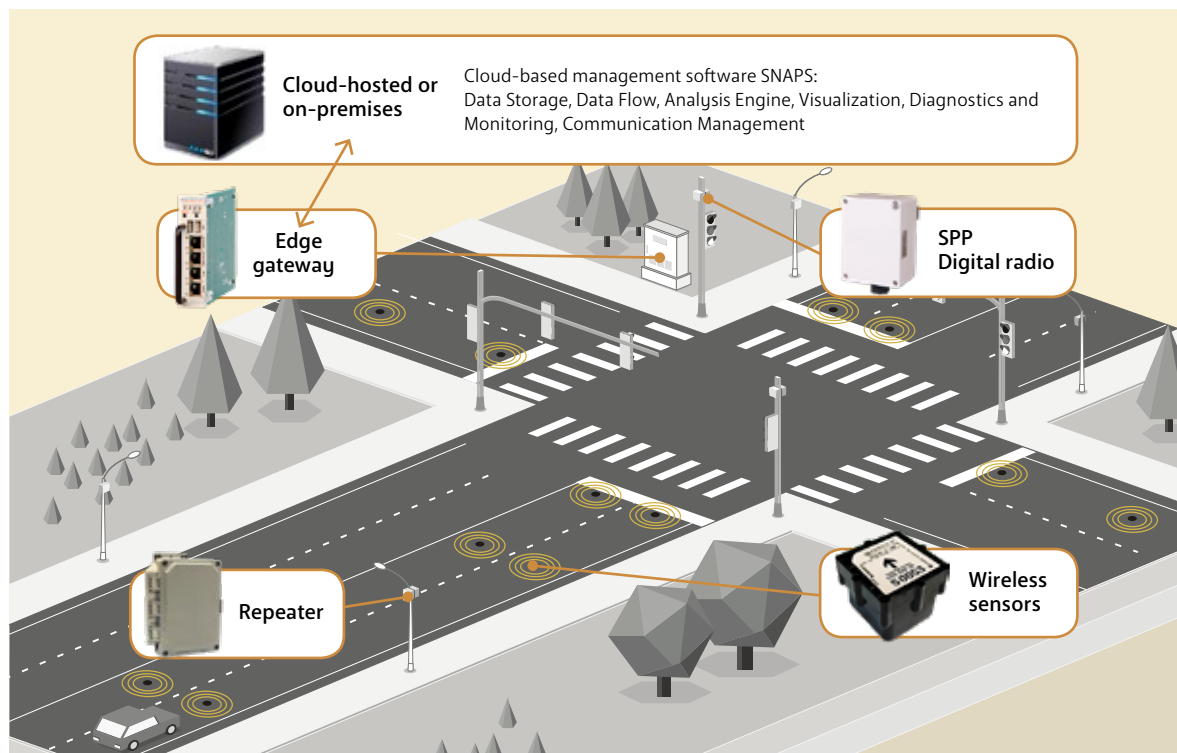 Cloud-hosted or
on-premises
Cloud-based management software SNAPS:
Data Storage, Data Flow, Analysis Engine, Visualization, Diagnostics and
Monitoring, Communication Management
Edge
gateway
SPP
Digital radio
Repeater
Wireless
sensors